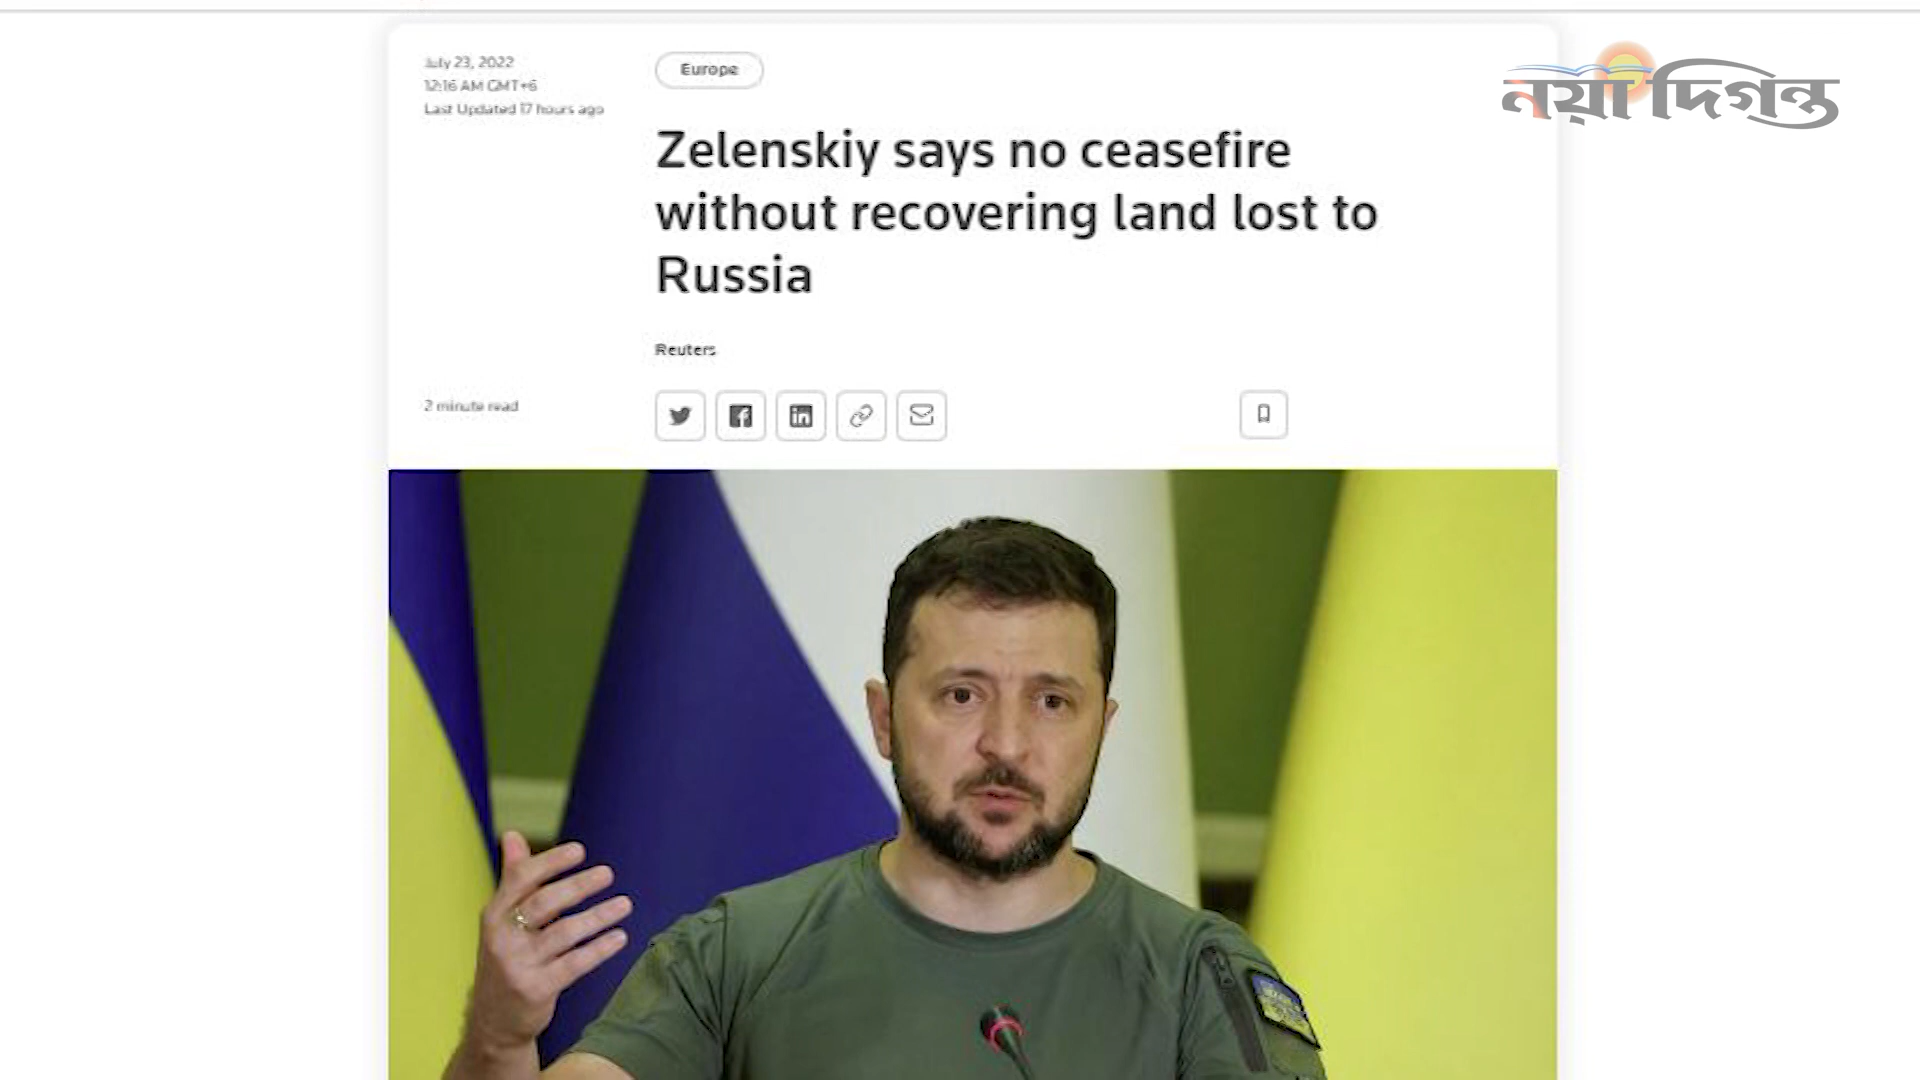 July 23, 2022
12:16 AM GMT+6
Last Updated 17 hours ago
Europe
নয়া দিগন্ত
Zelenskiy says no ceasefire
without recovering land lost to
Russia
Reuters
2 minute read